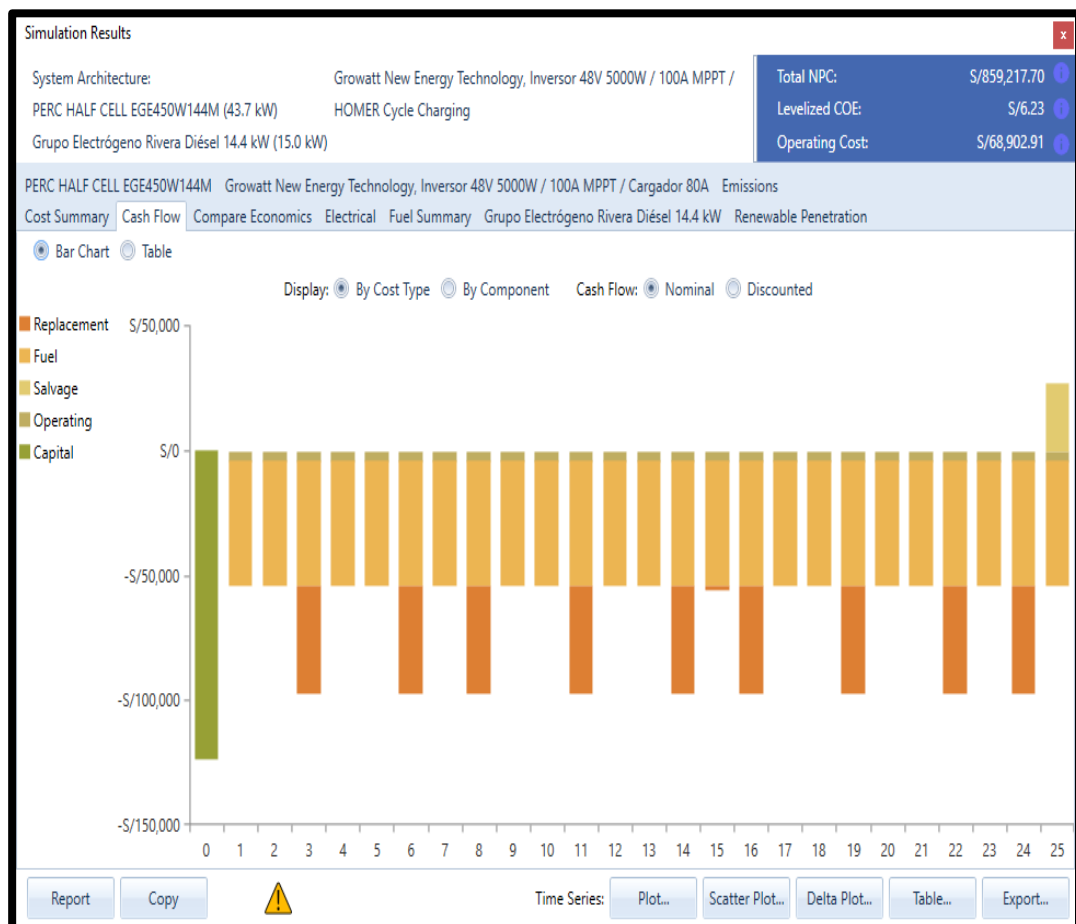 Simulation Results
x
System Architecture:
Growatt New Energy Technology, Inversor 48V 5000W / 100A MPPT /
PERC HALF CELL EGE450W144M (43.7 kW)
HOMER Cycle Charging
Grupo Electrógeno Rivera Diésel 14.4 kW (15.0 kW)
Total NPC: S/859,217.70
Levelized COE: S/6.23
Operating Cost: S/68,902.91
PERC HALF CELL EGE450W144M Growatt New Energy Technology, Inversor 48V 5000W / 100A MPPT / Cargador 80A Emissions
Cost Summary Cash Flow Compare Economics Electrical Fuel Summary Grupo Electrógeno Rivera Diésel 14.4 kW Renewable Penetration
Bar Chart Table
Display: By Cost Type By Component Cash Flow: Nominal Discounted
Replacement
Fuel
Salvage
Operating
Capital
S/50,000
S/0
-S/50,000
-S/100,000
-S/150,000
0 1 2 3 4 5 6 7 8 9 10 11 12 13 14 15 16 17 18 19 20 21 22 23 24 25
Report Copy Time Series: Plot... Scatter Plot... Delta Plot... Table... Export...